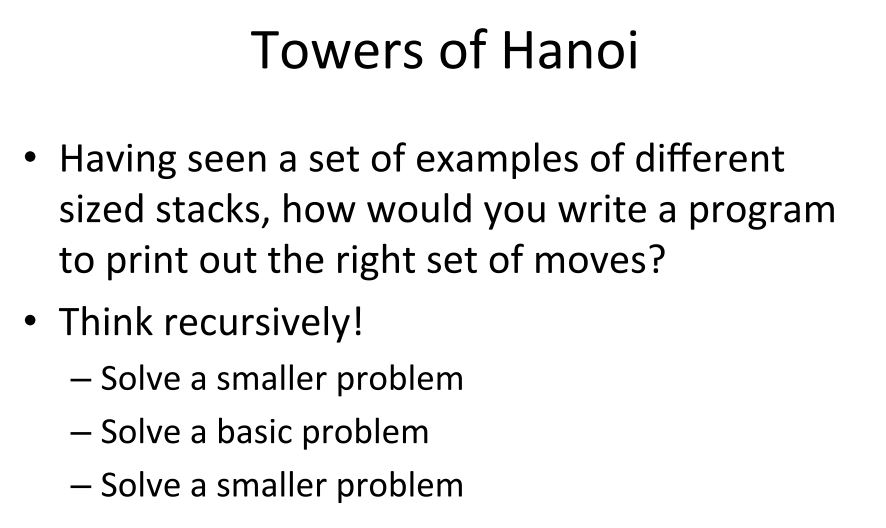 Towers of Hanoi
• Having seen a set of examples of different
sized stacks, how would you write a program
to print out the right set of moves?
• Think recursively!
– Solve a smaller problem
– Solve a basic problem
– Solve a smaller problem